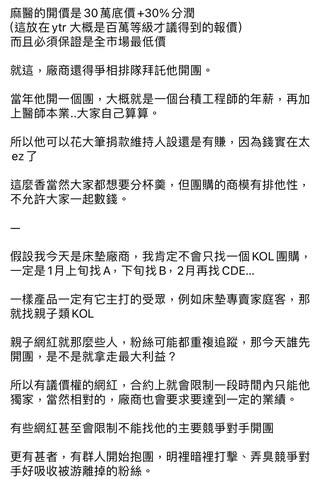 麻醫的開價是30萬底價+30%分潤
（這放在ytr 大概是百萬等級才議得到的報價）
而且必須保證是全市場最低價
就這，廠商還得爭相排隊拜託他開團。
當年他開一個團，大概就是一個台積工程師的年薪，再加
上醫師本業..大家自己算算。
所以他可以花大筆捐款維持人設還是有賺，因為錢實在太
ez了
這麼香當然大家都想要分杯羹，但團購的商模有排他性，
不允許大家一起數錢。
—
假設我今天是床墊廠商，我肯定不會只找一個KOL團購，
一定是1月上旬找A，下旬找B，2月再找CDE...
一樣產品一定有它主打的受眾，例如床墊專賣家庭客，那
就找親子類KOL
親子網紅就那麼些人，粉絲可能都重複追蹤，那今天誰先
開團，是不是就拿走最大利益？
所以有議價權的網紅，合約上就會限制一段時間內只能他
獨家，當然相對的，廠商也會要求要達到一定的業績。
有些網紅甚至會限制不能找他的主要競爭對手開團
更有甚者，有群人開始抱團，明裡暗裡打擊、弄臭競爭對
手好吸收被游離掉的粉絲。